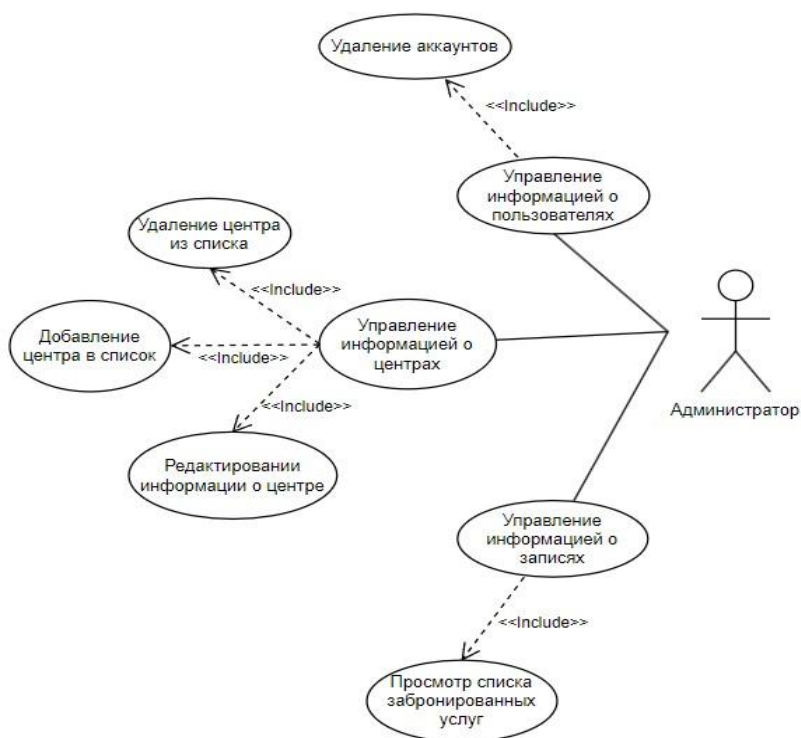 Удаление аккаунтов
<<Include>>
Управление
информацией о
пользователях
Удаление центра
из списка
<<Include>>
Добавление
центра в список
<<Include>>
Управление
информацией о
центрах
<<Include>>
Редактировании
информации о центре
Администратор
Управление
информацией о
записях
<<Include>>
Просмотр списка
забронированных
услуг